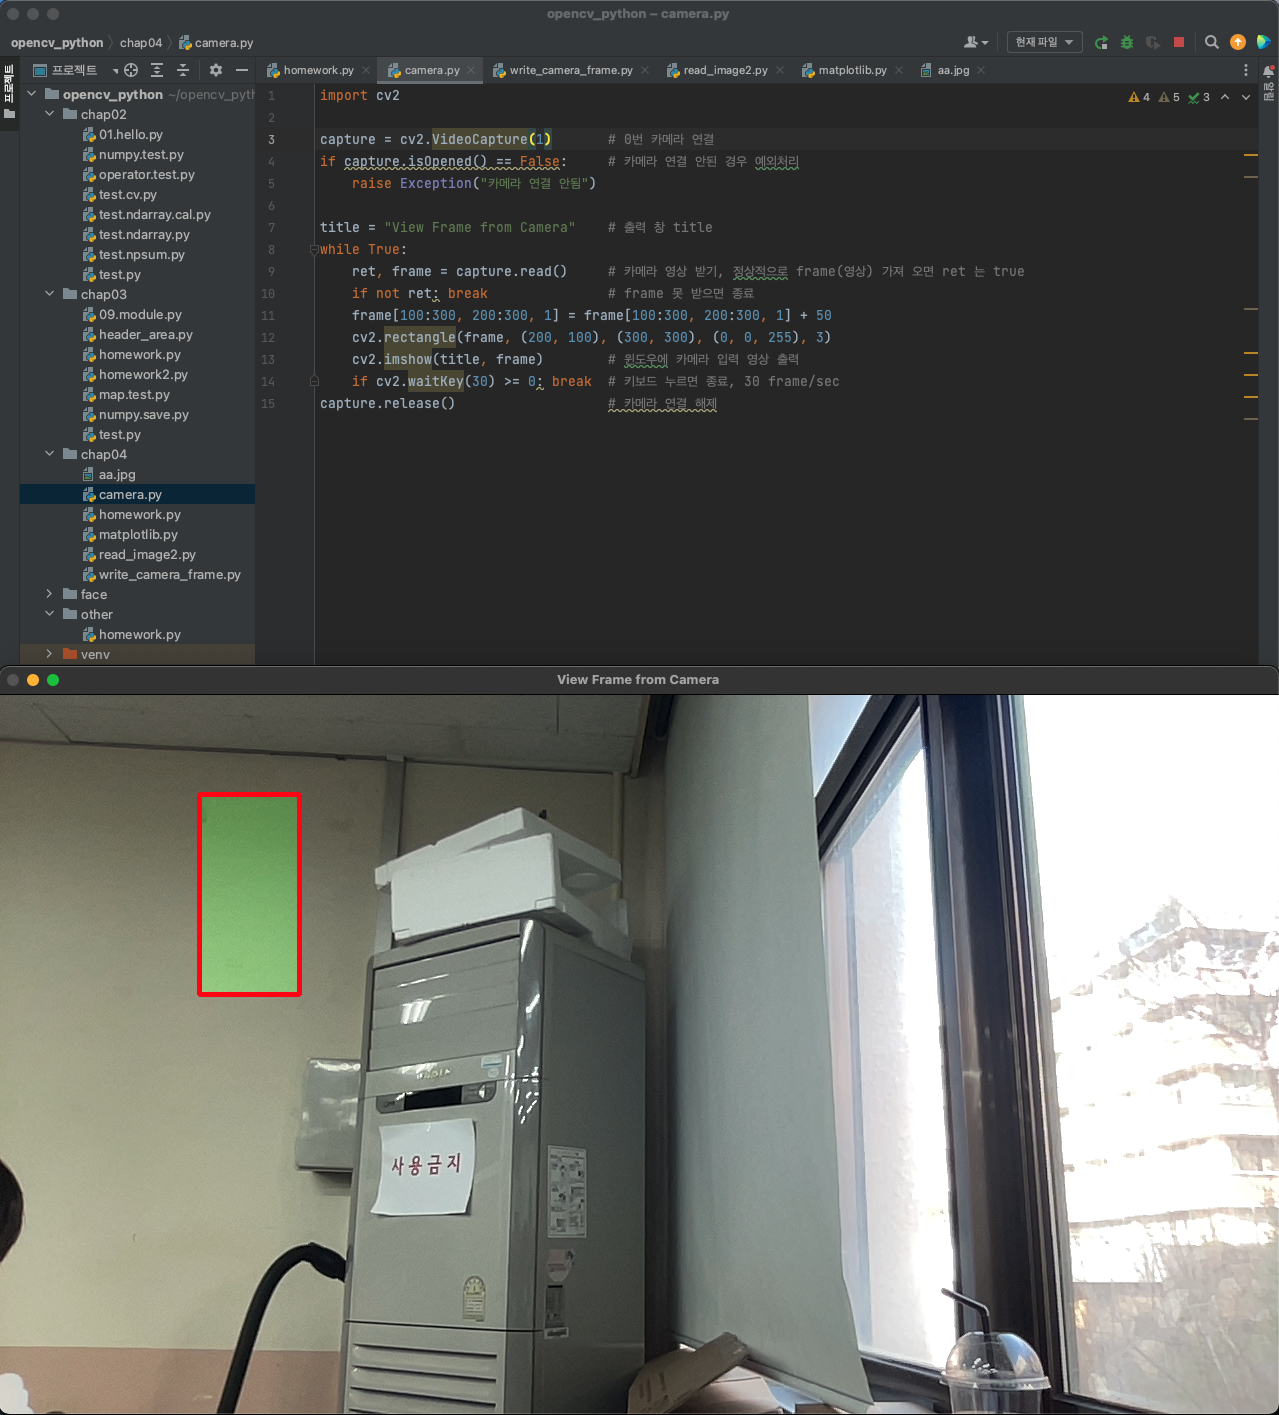 opencv_python – camera.py
opencv_python
chap04
camera.py
현재 파일
프로젝트
프로젝트
homework.py
camera.py
write_camera_frame.py
read_image2.py
matplotlib.py
aa.jpg
알림
opencv_python ~/opencv_pyth
chap02
01.hello.py
numpy.test.py
operator.test.py
test.cv.py
test.ndarray.cal.py
test.ndarray.py
test.npsum.py
test.py
chap03
09.module.py
header_area.py
homework.py
homework2.py
map.test.py
numpy.save.py
test.py
chap04
aa.jpg
camera.py
homework.py
matplotlib.py
read_image2.py
write_camera_frame.py
face
other
homework.py
venv
4 5 3
1 import cv2
2
3 capture = cv2.VideoCapture(1) # 0번 카메라 연결
4 if capture.isOpened() == False: # 카메라 연결 안된 경우 예외처리
5 raise Exception("카메라 연결 안됨")
6
7 title = "View Frame from Camera" # 출력 창 title
8 while True:
9 ret, frame = capture.read() # 카메라 영상 받기, 정상적으로 frame(영상) 가져 오면 ret 는 true
10 if not ret: break # frame 못 받으면 종료
11 frame[100:300, 200:300, 1] = frame[100:300, 200:300, 1] + 50
12 cv2.rectangle(frame, (200, 100), (300, 300), (0, 0, 255), 3)
13 cv2.imshow(title, frame) # 윈도우에 카메라 입력 영상 출력
14 if cv2.waitKey(30) >= 0: break # 키보드 누르면 종료, 30 frame/sec
15 capture.release() # 카메라 연결 해제
View Frame from Camera
사용금지